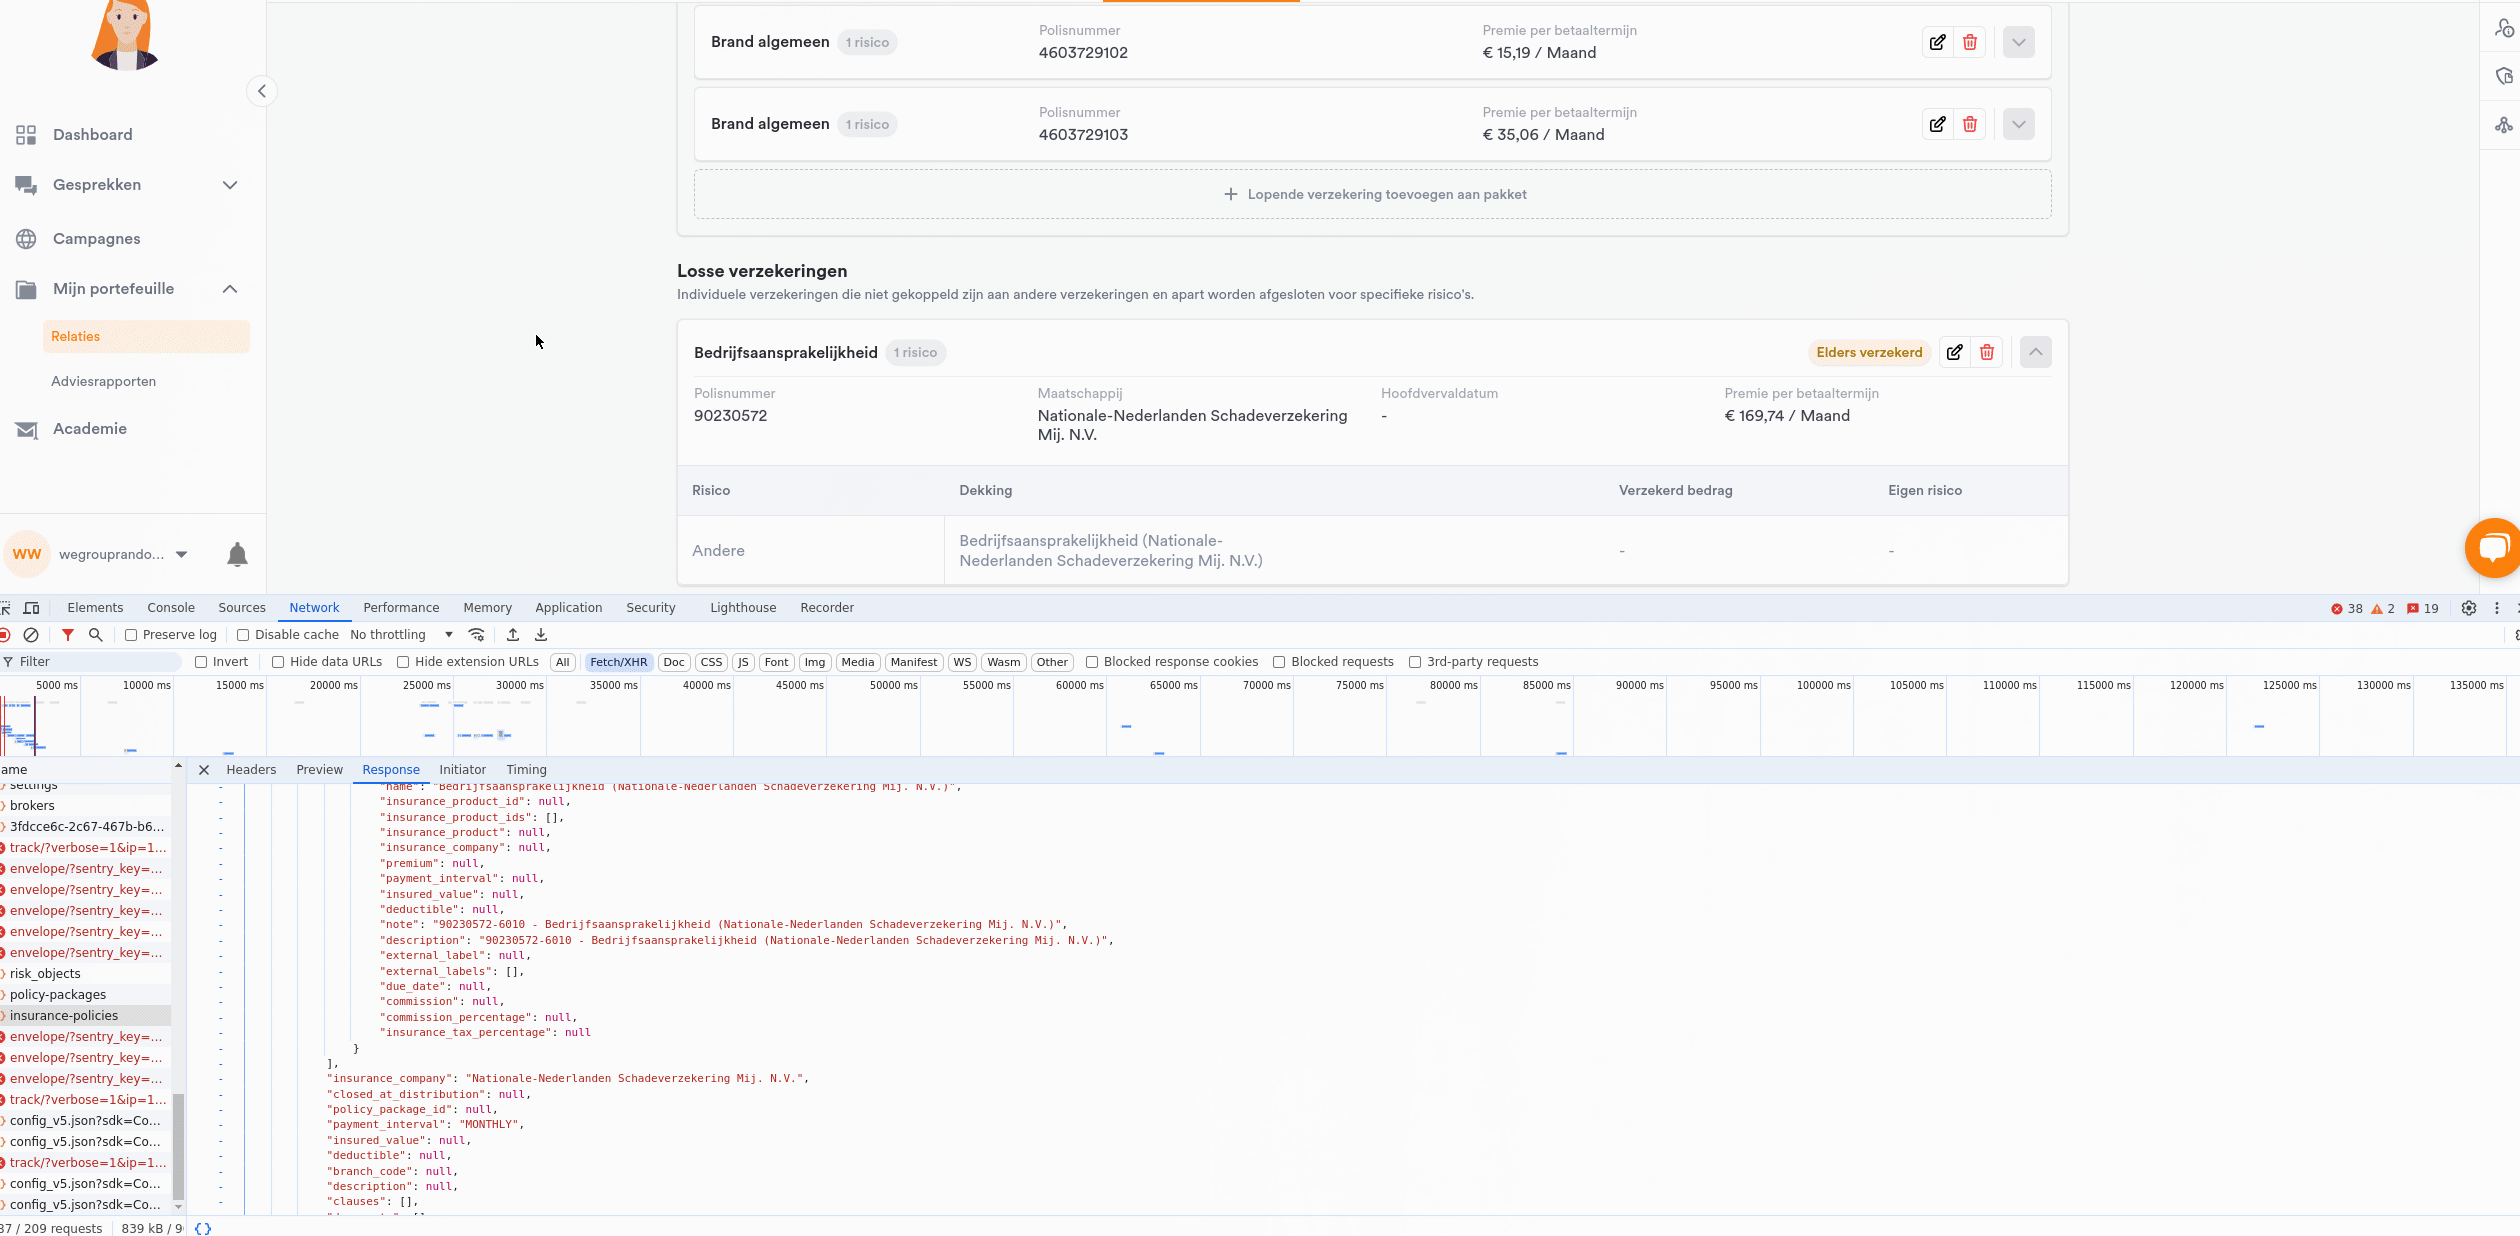 Brand algemeen 1 risico Polisnummer 4603729102 Premie per betaaltermijn € 15,19 / Maand
Brand algemeen 1 risico Polisnummer 4603729103 Premie per betaaltermijn € 35,06 / Maand
Lopende verzekering toevoegen aan pakket
Dashboard
Gesprekken
Campagnes
Mijn portefeuille
Relaties
Adviesrapporten
Academie
WW wegrouprando...
Losse verzekeringen
Individuele verzekeringen die niet gekoppeld zijn aan andere verzekeringen en apart worden afgesloten voor specifieke risico's.
Bedrijfsaansprakelijkheid 1 risico Elders verzekerd
Polisnummer Maatschappij Hoofdvervaldatum Premie per betaaltermijn
90230572 Nationale-Nederlanden Schadeverzekering - € 169,74 / Maand
Mij. N.V.
Risico Dekking Verzekerd bedrag Eigen risico
Andere Bedrijfsaansprakelijkheid (Nationale- - -
Nederlanden Schadeverzekering Mij. N.V.)
Elements Console Sources Network Performance Memory Application Security Lighthouse Recorder 38 2 19
Preserve log Disable cache No throttling
Filter Invert Hide data URLs Hide extension URLs All Fetch/XHR Doc CSS JS Font Img Media Manifest WS Wasm Other Blocked response cookies Blocked requests 3rd-party requests
5000 ms 10000 ms 15000 ms 20000 ms 25000 ms 30000 ms 35000 ms 40000 ms 45000 ms 50000 ms 55000 ms 60000 ms 65000 ms 70000 ms 75000 ms 80000 ms 85000 ms 90000 ms 95000 ms 100000 ms 105000 ms 110000 ms 115000 ms 120000 ms 125000 ms 130000 ms 135000 ms
ame
settings
brokers
3fdcce6c-2c67-467b-b6...
track/?verbose=1&ip=1...
envelope/?sentry_key=...
envelope/?sentry_key=...
envelope/?sentry_key=...
envelope/?sentry_key=...
envelope/?sentry_key=...
risk_objects
policy-packages
insurance-policies
envelope/?sentry_key=...
envelope/?sentry_key=...
envelope/?sentry_key=...
track/?verbose=1&ip=1...
config_v5.json?sdk=Co...
config_v5.json?sdk=Co...
track/?verbose=1&ip=1...
config_v5.json?sdk=Co...
config_v5.json?sdk=Co...
37 / 209 requests 839 kB / 9
Headers Preview Response Initiator Timing
"name": "Bedrijfsaansprakelijkheid (Nationale-Nederlanden Schadeverzekering Mij. N.V.)",
"insurance_product_id": null,
"insurance_product_ids": [],
"insurance_product": null,
"insurance_company": null,
"premium": null,
"payment_interval": null,
"insured_value": null,
"deductible": null,
"note": "90230572-6010 - Bedrijfsaansprakelijkheid (Nationale-Nederlanden Schadeverzekering Mij. N.V.)",
"description": "90230572-6010 - Bedrijfsaansprakelijkheid (Nationale-Nederlanden Schadeverzekering Mij. N.V.)",
"external_label": null,
"external_labels": [],
"due_date": null,
"commission": null,
"commission_percentage": null,
"insurance_tax_percentage": null
}
],
"insurance_company": "Nationale-Nederlanden Schadeverzekering Mij. N.V.",
"closed_at_distribution": null,
"policy_package_id": null,
"payment_interval": "MONTHLY",
"insured_value": null,
"deductible": null,
"branch_code": null,
"description": null,
"clauses": [],
{}